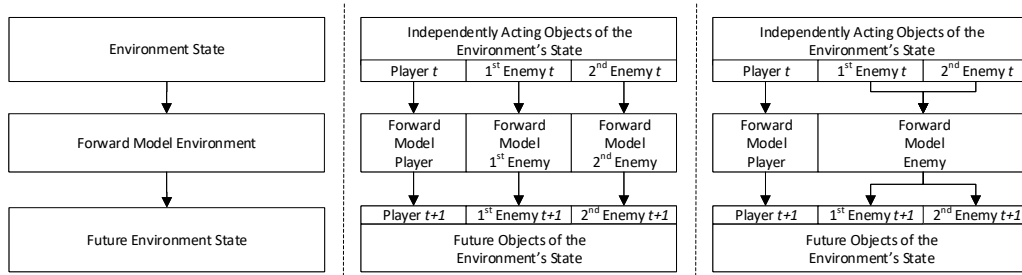 Environment State
Forward Model Environment
Future Environment State
Independently Acting Objects of the
Environment's State
Player t
1st Enemy t
2nd Enemy t
Forward
Model
Player
Forward
Model
1st Enemy
Forward
Model
2nd Enemy
Player t+1
1st Enemy t+1
2nd Enemy t+1
Future Objects of the
Environment's State
Independently Acting Objects of the
Environment's State
Player t
1st Enemy t
2nd Enemy t
Forward
Model
Player
Forward
Model
Enemy
Player t+1
1st Enemy t+1
2nd Enemy t+1
Future Objects of the
Environment's State